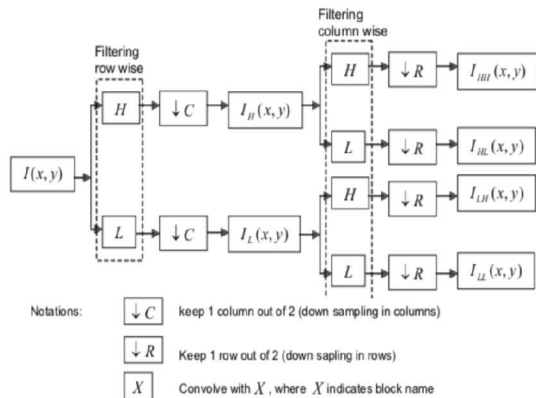 Filtering
row wise
Filtering
column wise
H
↓ R
I_HH(x, y)
H
↓ C
I_H(x, y)
L
↓ R
I_HL(x, y)
I(x, y)
H
↓ R
I_LH(x, y)
L
↓ C
I_L(x, y)
L
↓ R
I_LL(x, y)
Notations:
↓ C keep 1 column out of 2 (down sampling in columns)
↓ R Keep 1 row out of 2 (down sapling in rows)
X Convolve with X, where X indicates block name